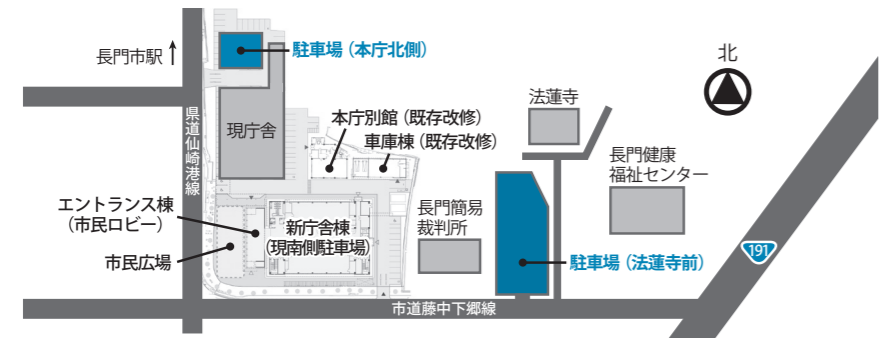 長門市駅
駐車場（本庁北側）
北
県道仙崎港線
現庁舎
本庁別館（既存改修）
車庫棟（既存改修）
法蓮寺
長門健康
福祉センター
エントランス棟
（市民ロビー）
新庁舎棟
（現南側駐車場）
長門簡易
裁判所
市民広場
駐車場（法蓮寺前）
191
市道藤中下郷線